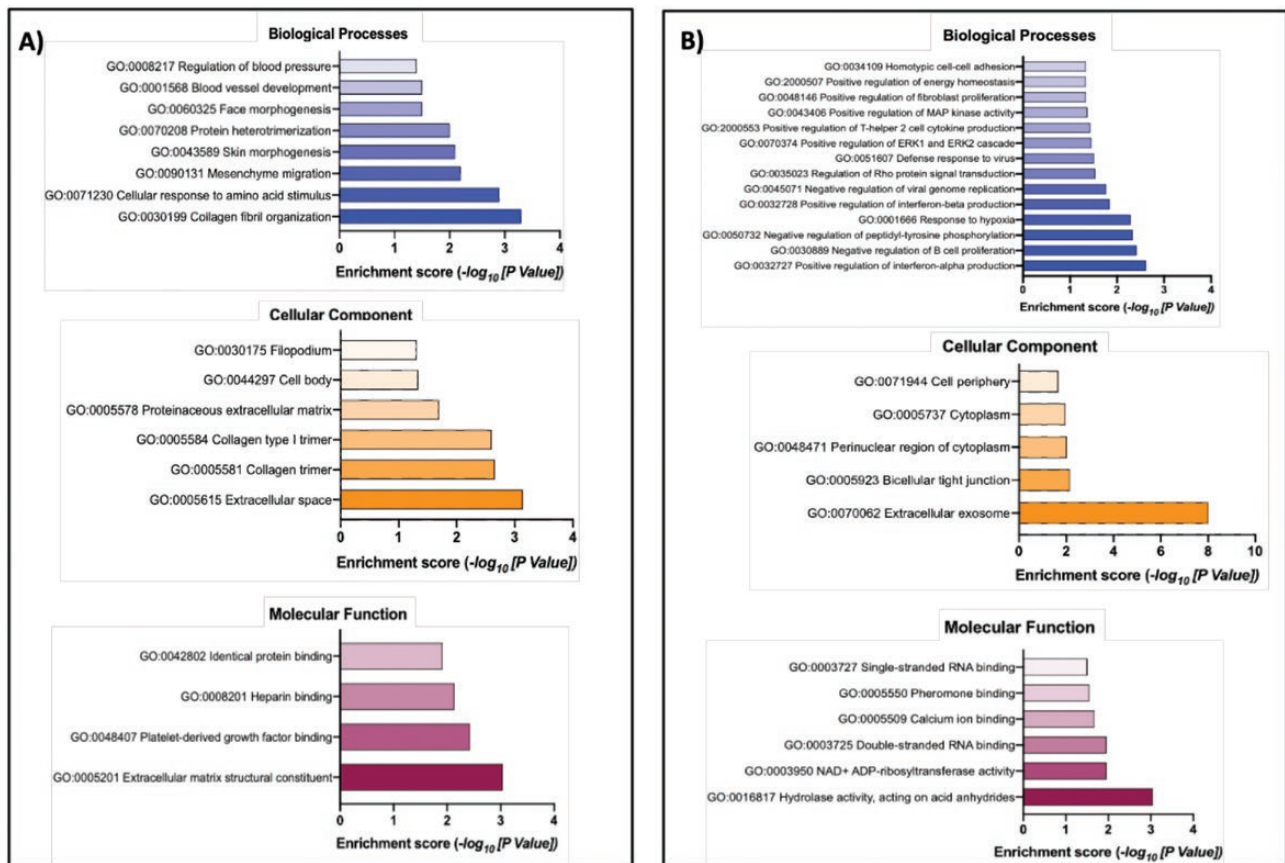 A)
Biological Processes
GO:0008217 Regulation of blood pressure
GO:0001568 Blood vessel development
GO:0060325 Face morphogenesis
GO:0070208 Protein heterotrimerization
GO:0043589 Skin morphogenesis
GO:0090131 Mesenchyme migration
GO:0071230 Cellular response to amino acid stimulus
GO:0030199 Collagen fibril organization
0 1 2 3 4
Enrichment score (-log10 [P Value])
Cellular Component
GO:0030175 Filopodium
GO:0044297 Cell body
GO:0005578 Proteinaceous extracellular matrix
GO:0005584 Collagen type I trimer
GO:0005581 Collagen trimer
GO:0005615 Extracellular space
0 1 2 3 4
Enrichment score (-log10 [P Value])
Molecular Function
GO:0042802 Identical protein binding
GO:0008201 Heparin binding
GO:0048407 Platelet-derived growth factor binding
GO:0005201 Extracellular matrix structural constituent
0 1 2 3 4
Enrichment score (-log10 [P Value])
B)
Biological Processes
GO:0034109 Homotypic cell-cell adhesion
GO:2000507 Positive regulation of energy homeostasis
GO:0048146 Positive regulation of fibroblast proliferation
GO:0043406 Positive regulation of MAP kinase activity
GO:2000553 Positive regulation of T-helper 2 cell cytokine production
GO:0070374 Positive regulation of ERK1 and ERK2 cascade
GO:0051607 Defense response to virus
GO:0035023 Regulation of Rho protein signal transduction
GO:0045071 Negative regulation of viral genome replication
GO:0032728 Positive regulation of interferon-beta production
GO:0001666 Response to hypoxia
GO:0050732 Negative regulation of peptidyl-tyrosine phosphorylation
GO:0030889 Negative regulation of B cell proliferation
GO:0032727 Positive regulation of interferon-alpha production
0 1 2 3 4
Enrichment score (-log10 [P Value])
Cellular Component
GO:0071944 Cell periphery
GO:0005737 Cytoplasm
GO:0048471 Perinuclear region of cytoplasm
GO:0005923 Bicellular tight junction
GO:0070062 Extracellular exosome
0 2 4 6 8 10
Enrichment score (-log10 [P Value])
Molecular Function
GO:0003727 Single-stranded RNA binding
GO:0005550 Pheromone binding
GO:0005509 Calcium ion binding
GO:0003725 Double-stranded RNA binding
GO:0003950 NAD+ ADP-ribosyltransferase activity
GO:0016817 Hydrolase activity, acting on acid anhydrides
0 1 2 3 4
Enrichment score (-log10 [P Value])